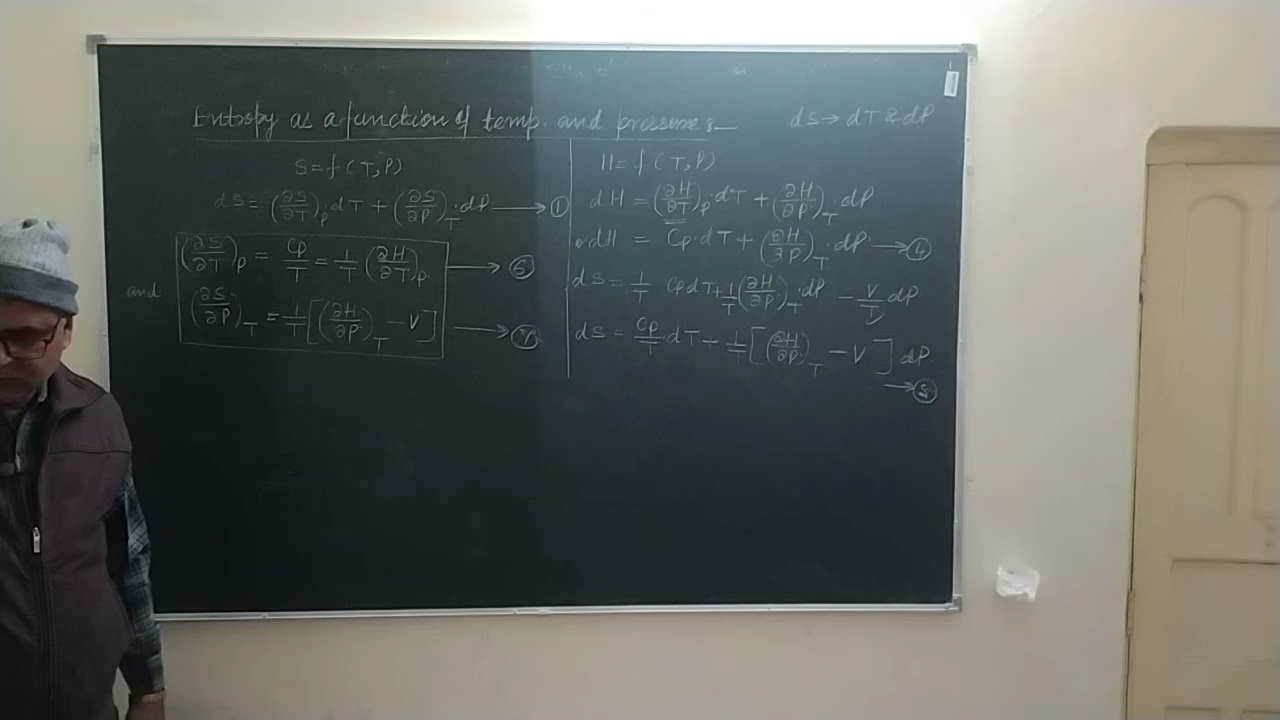 Entropy as a function of temp. and pressure :-
dS → dT & dP
S = f(T, P)
dS = (∂S/∂T)_P · dT + (∂S/∂P)_T · dP → ①
(∂S/∂T)_P = Cp/T = 1/T (∂H/∂T)_P → ⑥
and (∂S/∂P)_T = 1/T [(∂H/∂P)_T − V] → ⑦
H = f(T, P)
dH = (∂H/∂T)_P · dT + (∂H/∂P)_T · dP
dH = Cp · dT + (∂H/∂P)_T · dP → ④
dS = 1/T Cp dT + 1/T (∂H/∂P)_T · dP − V/T dP
dS = Cp/T · dT + 1/T [(∂H/∂P)_T − V] dP
→ ⑤